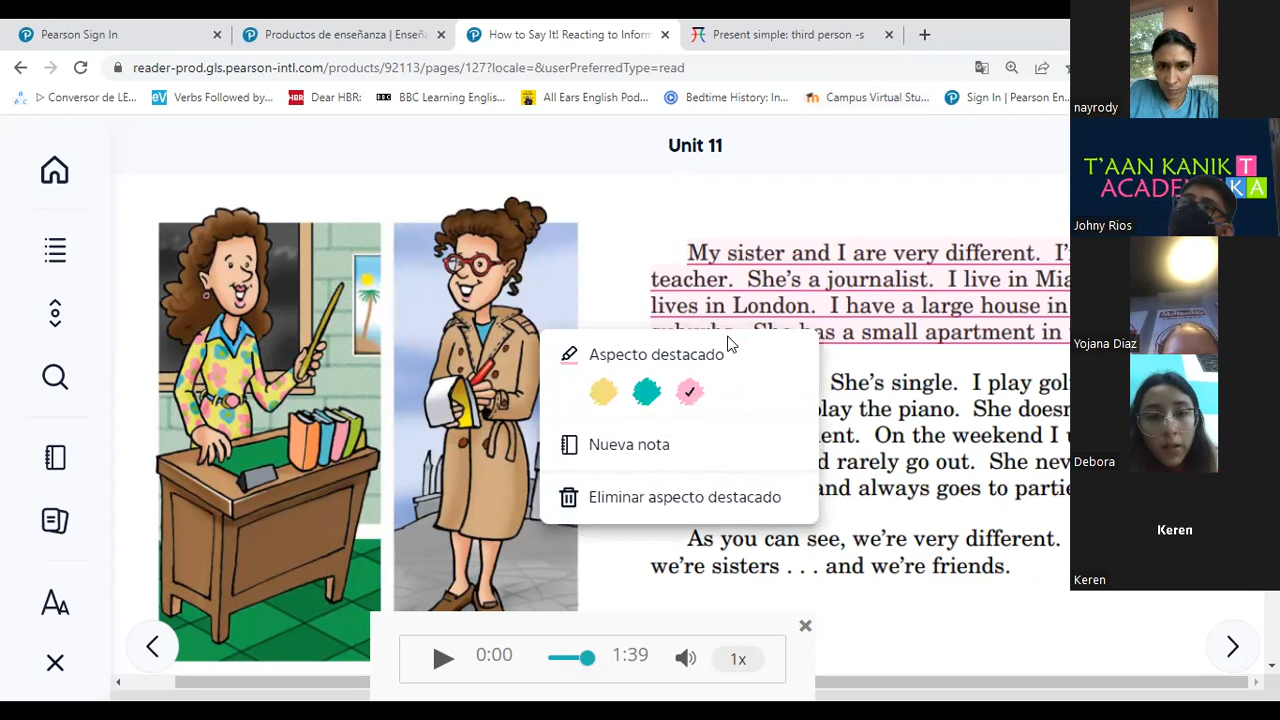 Pearson Sign In
Productos de enseñanza | Enseña
How to Say It! Reacting to Inform
Present simple: third person -s
reader-prod.gls.pearson-intl.com/products/92113/pages/127?locale=&userPreferredType=read
▷ Conversor de LE...
Verbs Followed by...
Dear HBR:
BBC Learning Englis...
All Ears English Pod...
Bedtime History: In...
Campus Virtual Stu...
Sign In | Pearson En...
Unit 11
My sister and I are very different. I'
teacher. She's a journalist. I live in Mia
lives in London. I have a large house in
She has a small apartment in
She's single. I play gol
play the piano. She doesn
ent. On the weekend I
d rarely go out. She nev
and always goes to partie
As you can see, we're very different.
we're sisters . . . and we're friends.
Aspecto destacado
Nueva nota
Eliminar aspecto destacado
0:00
1:39
1x
nayrody
T'AAN KANIK T
ACADE KA
Johny Rios
Yojana Diaz
Debora
Keren
Keren